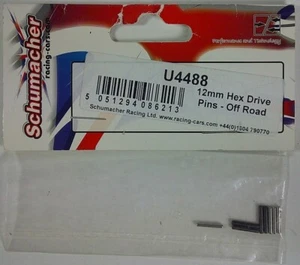 Schumacher
racing-cars.com
Performance and Technology
U4488
5 051294 086213
12mm Hex Drive
Pins - Off Road
Schumacher Racing Ltd. www.racing-cars.com +44(0)1604 790770